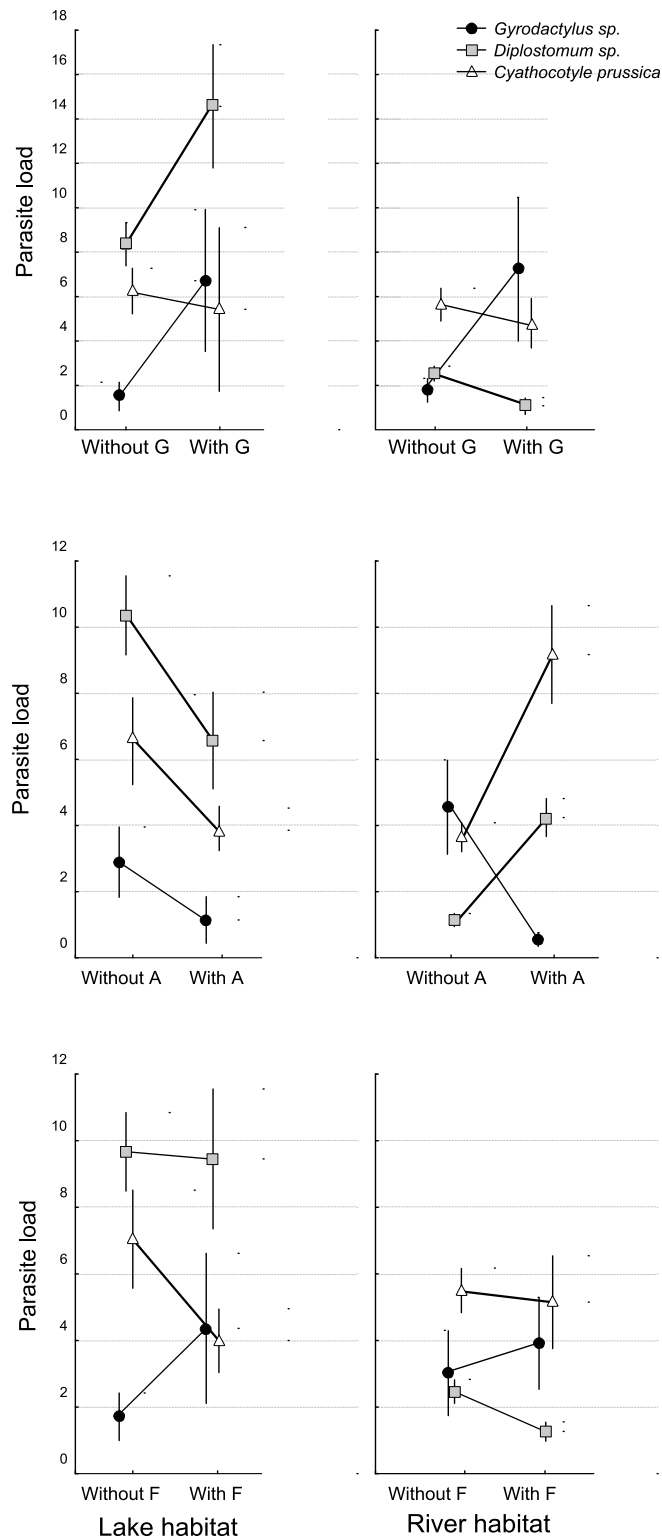 18
16
14
12
10
8
6
4
2
0
Parasite load
Gyrodactylus sp.
Diplostomum sp.
Cyathocotyle prussica
Without G With G
Without G With G
12
10
8
6
4
2
0
Parasite load
Without A With A
Without A With A
12
10
8
6
4
2
0
Parasite load
Without F With F
Without F With F
Lake habitat
River habitat